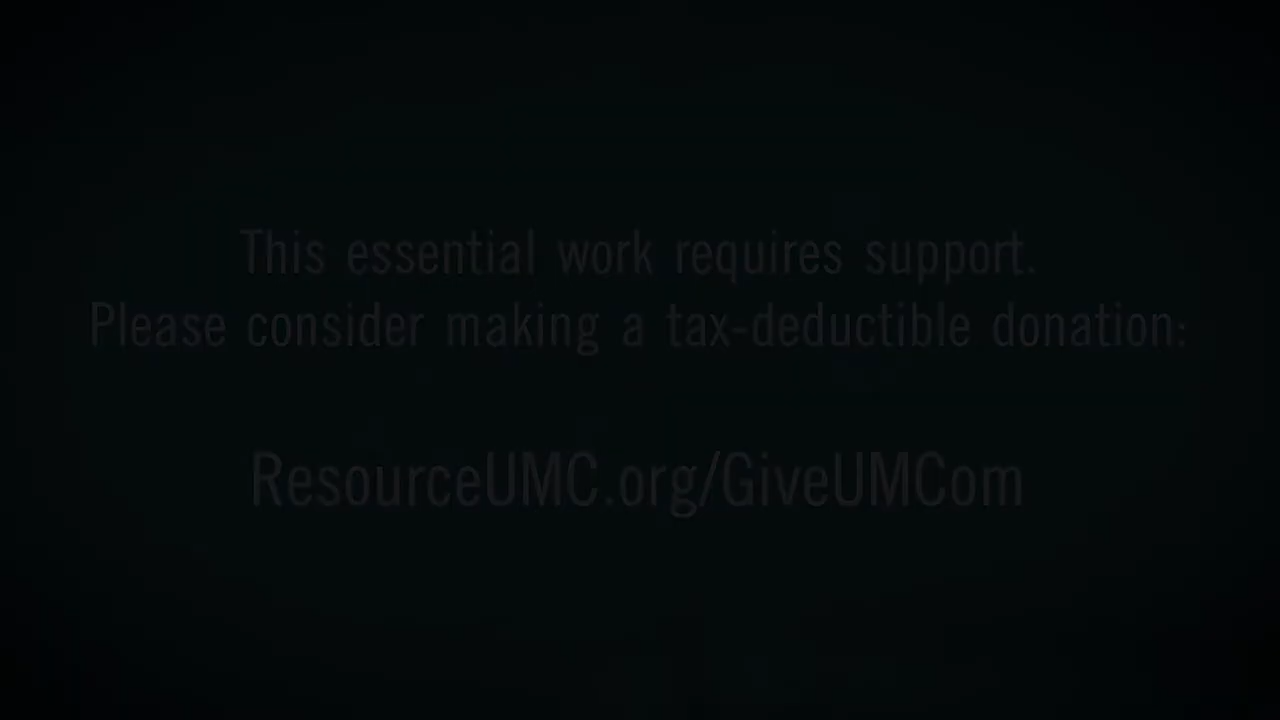 This essential work requires support.
Please consider making a tax-deductible donation:
ResourceUMC.org/GiveUMCom